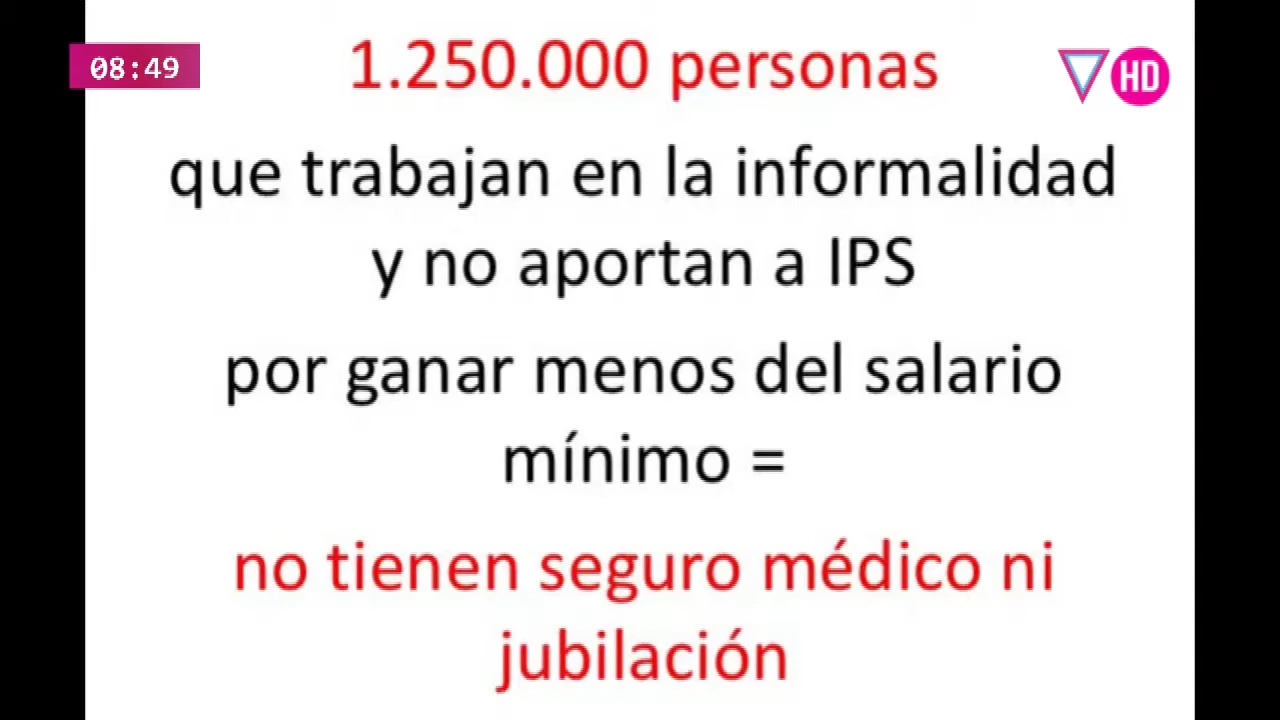 08:49
1.250.000 personas
HD
que trabajan en la informalidad
y no aportan a IPS
por ganar menos del salario
mínimo =
no tienen seguro médico ni
jubilación